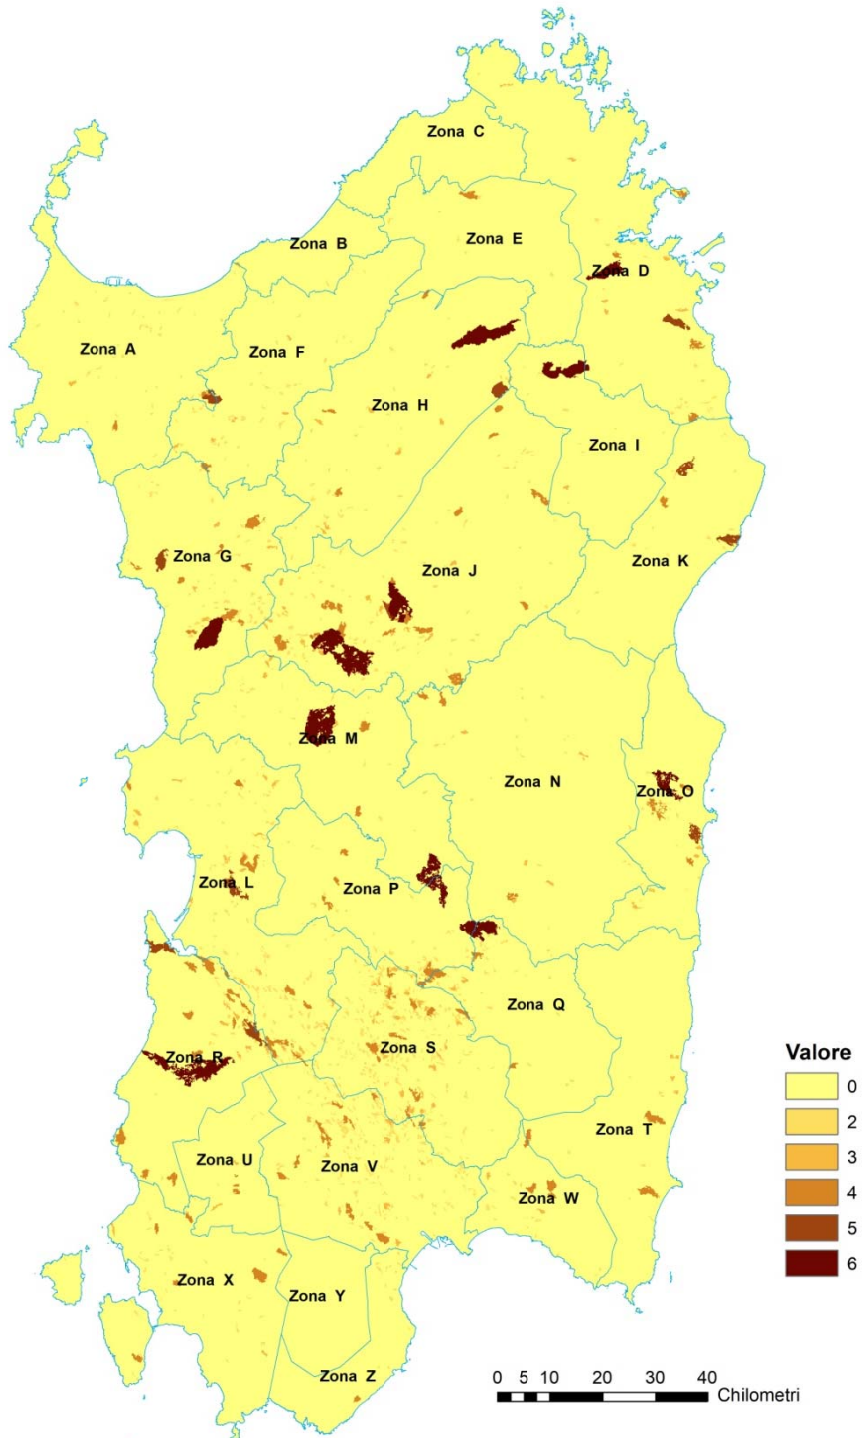 Zona C
Zona B
Zona E
Zona D
Zona A
Zona F
Zona H
Zona I
Zona G
Zona J
Zona K
Zona M
Zona N
Zona O
Zona L
Zona P
Zona Q
Zona S
Zona R
Zona T
Zona U
Zona V
Zona W
Zona X
Zona Y
Zona Z
Valore
0
2
3
4
5
6
0 5 10 20 30 40
Chilometri